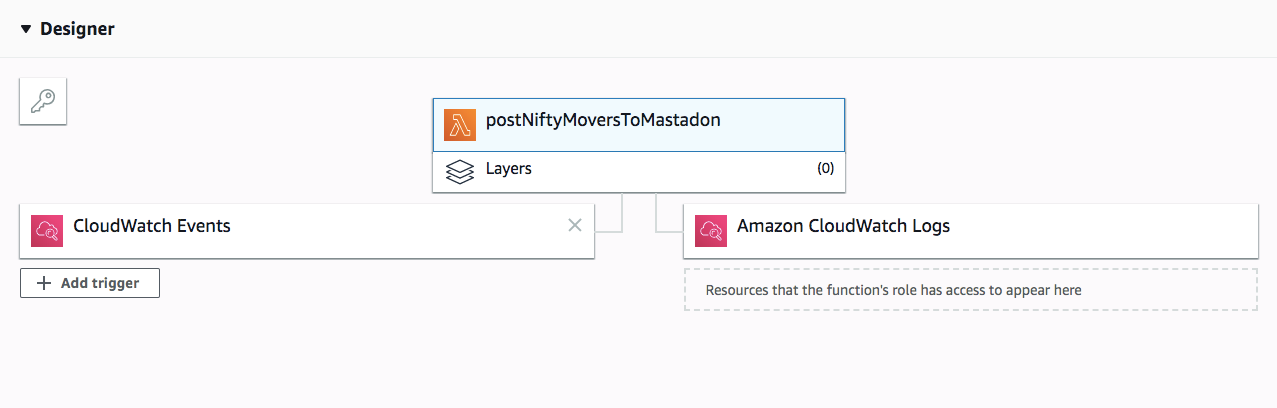 Designer
postNiftyMoversToMastadon
Layers
(0)
CloudWatch Events
Amazon CloudWatch Logs
Add trigger
Resources that the function's role has access to appear here